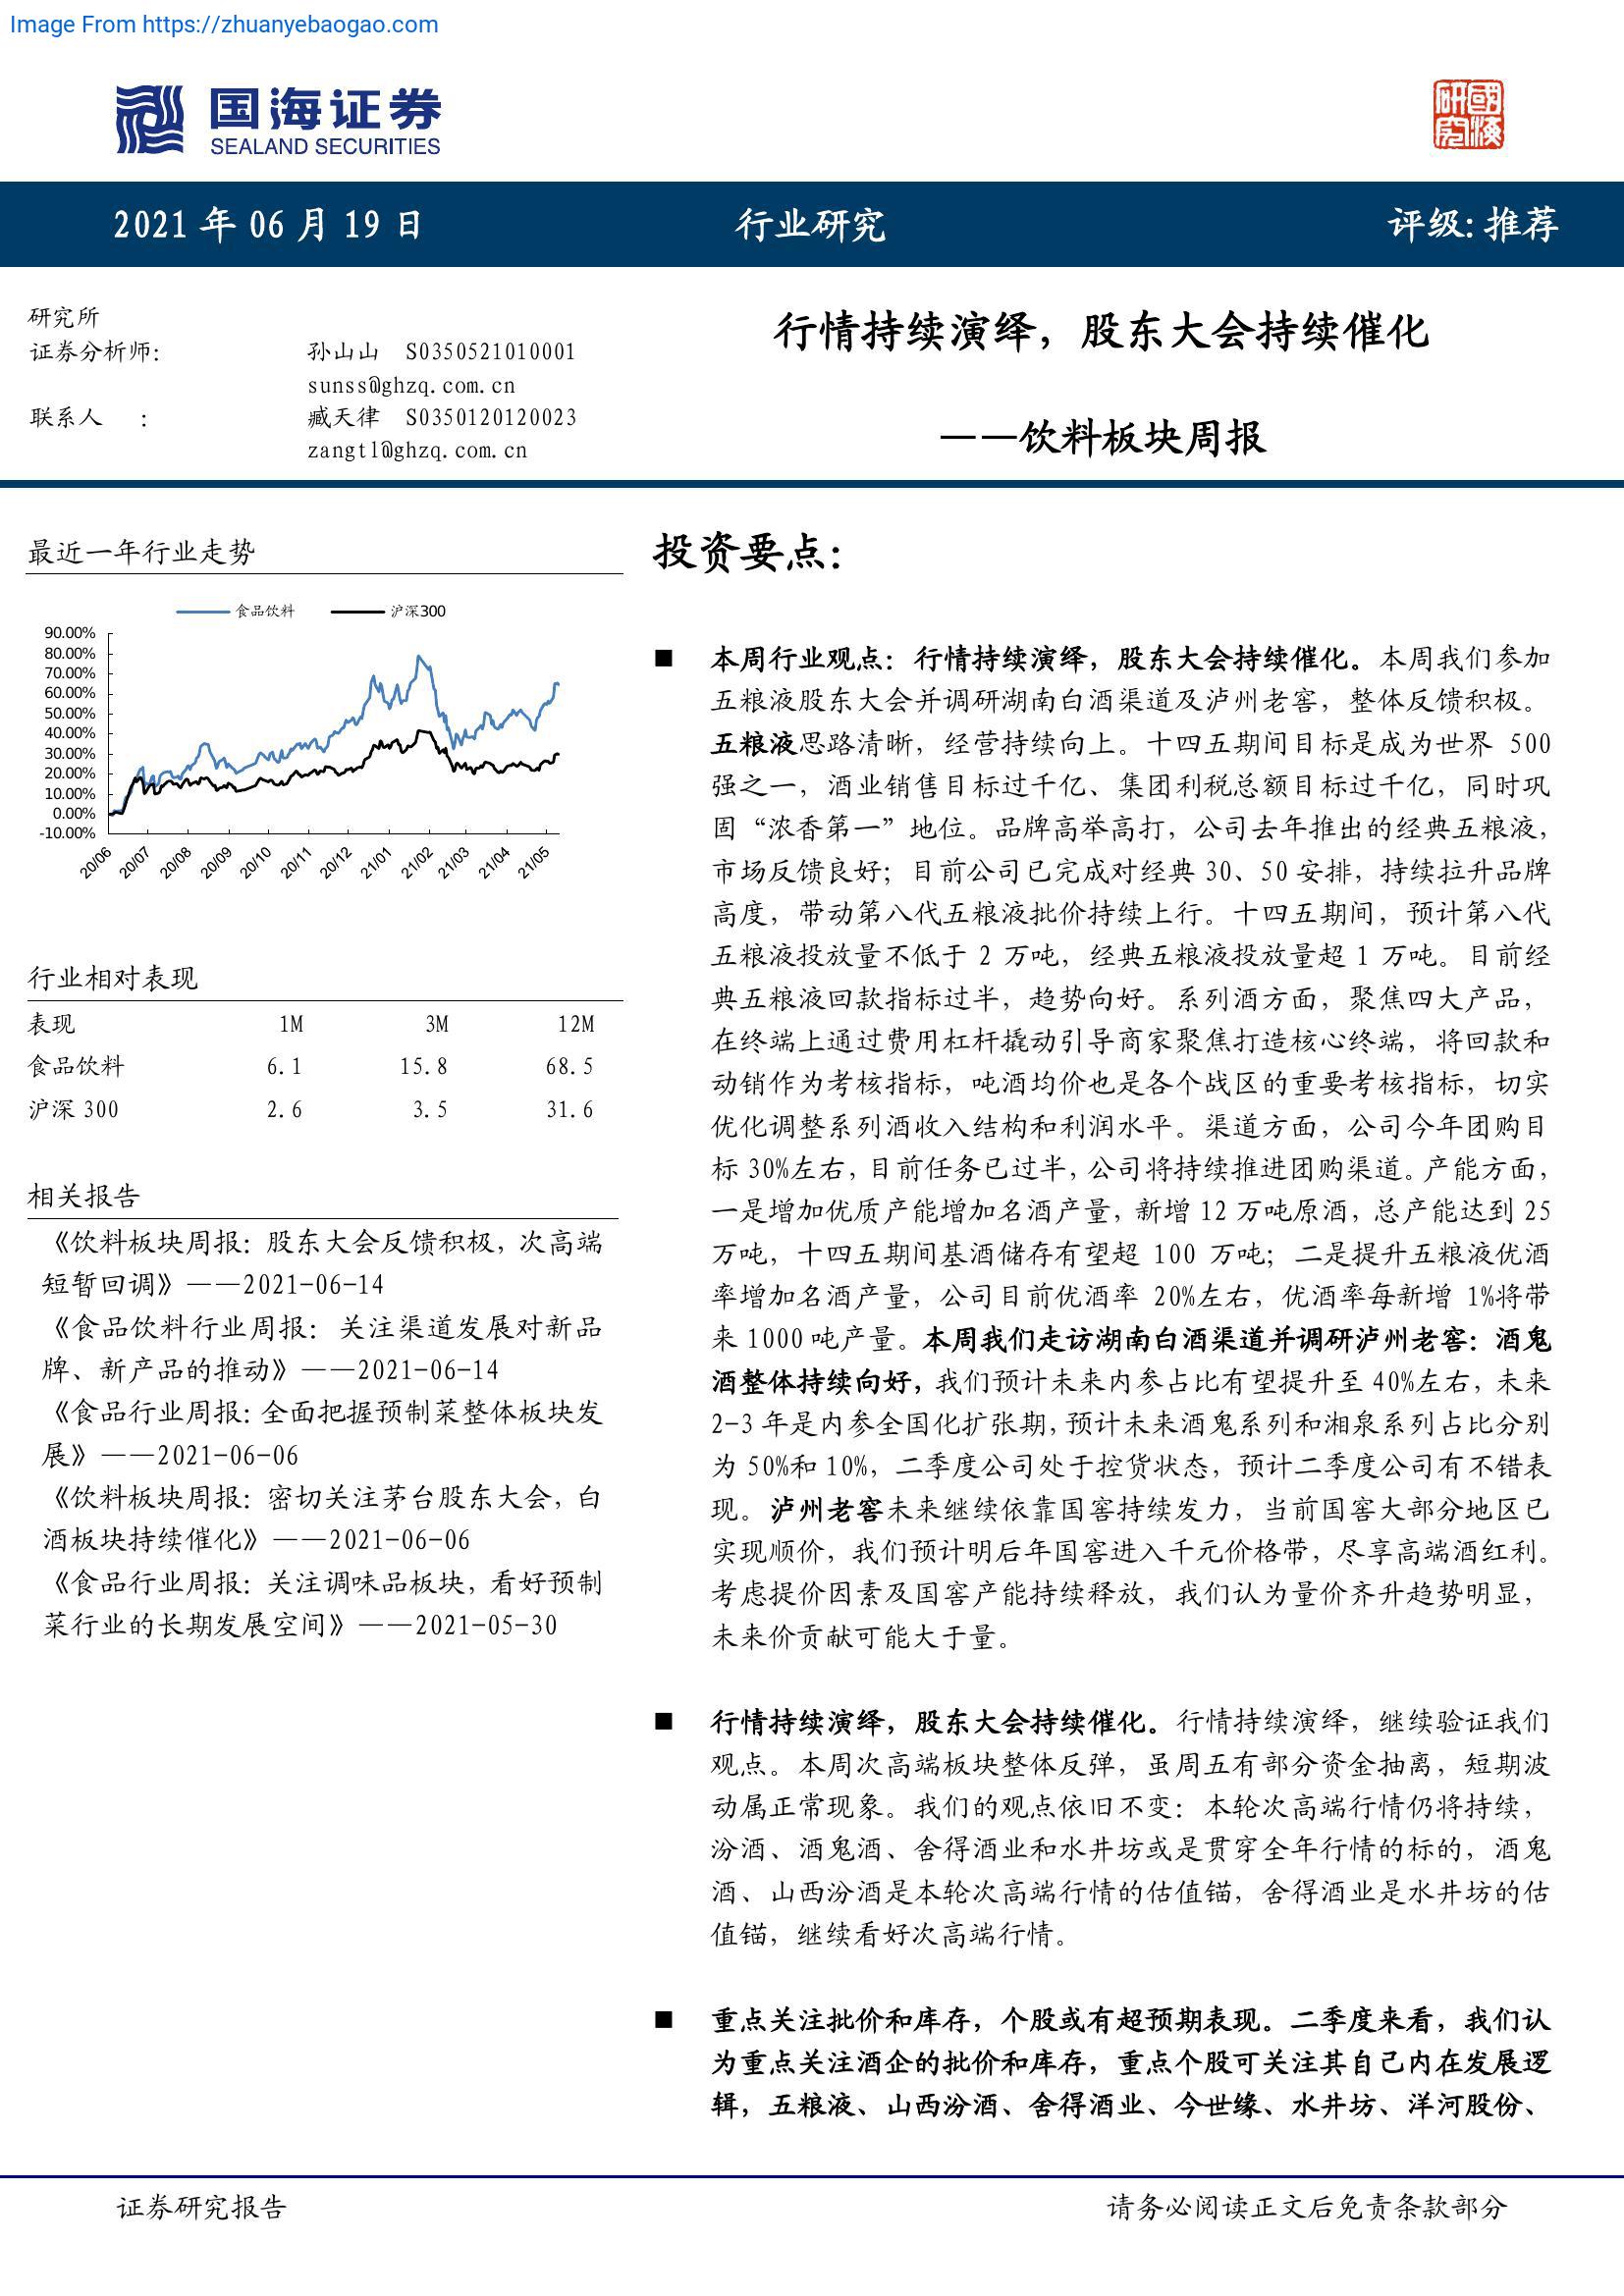 Image From https://zhuanyebaogao.com
国海证券
SEALAND SECURITIES
研國究海
2021 年 06 月 19 日
行业研究
评级:推荐
研究所
证券分析师:
孙山山 S0350521010001
sunss@ghzq.com.cn
联系人 :
臧天律 S0350120120023
zangtl@ghzq.com.cn
行情持续演绎，股东大会持续催化
——饮料板块周报
最近一年行业走势
食品饮料
沪深300
90.00%
80.00%
70.00%
60.00%
50.00%
40.00%
30.00%
20.00%
10.00%
0.00%
-10.00%
20/06
20/07
20/08
20/09
20/10
20/11
20/12
21/01
21/02
21/03
21/04
21/05
行业相对表现
表现 1M 3M 12M
食品饮料 6.1 15.8 68.5
沪深 300 2.6 3.5 31.6
相关报告
《饮料板块周报：股东大会反馈积极，次高端
短暂回调》——2021-06-14
《食品饮料行业周报：关注渠道发展对新品
牌、新产品的推动》——2021-06-14
《食品行业周报：全面把握预制菜整体板块发
展》——2021-06-06
《饮料板块周报：密切关注茅台股东大会，白
酒板块持续催化》——2021-06-06
《食品行业周报：关注调味品板块，看好预制
菜行业的长期发展空间》——2021-05-30
投资要点：
■ 本周行业观点：行情持续演绎，股东大会持续催化。本周我们参加
五粮液股东大会并调研湖南白酒渠道及泸州老窖，整体反馈积极。
五粮液思路清晰，经营持续向上。十四五期间目标是成为世界 500
强之一，酒业销售目标过千亿、集团利税总额目标过千亿，同时巩
固“浓香第一”地位。品牌高举高打，公司去年推出的经典五粮液，
市场反馈良好；目前公司已完成对经典 30、50 安排，持续拉升品牌
高度，带动第八代五粮液批价持续上行。十四五期间，预计第八代
五粮液投放量不低于 2 万吨，经典五粮液投放量超 1 万吨。目前经
典五粮液回款指标过半，趋势向好。系列酒方面，聚焦四大产品，
在终端上通过费用杠杆撬动引导商家聚焦打造核心终端，将回款和
动销作为考核指标，吨酒均价也是各个战区的重要考核指标，切实
优化调整系列酒收入结构和利润水平。渠道方面，公司今年团购目
标 30%左右，目前任务已过半，公司将持续推进团购渠道。产能方面，
一是增加优质产能增加名酒产量，新增 12 万吨原酒，总产能达到 25
万吨，十四五期间基酒储存有望超 100 万吨；二是提升五粮液优酒
率增加名酒产量，公司目前优酒率 20%左右，优酒率每新增 1%将带
来 1000 吨产量。本周我们走访湖南白酒渠道并调研泸州老窖：酒鬼
酒整体持续向好，我们预计未来内参占比有望提升至 40%左右，未来
2-3 年是内参全国化扩张期，预计未来酒鬼系列和湘泉系列占比分别
为 50%和 10%，二季度公司处于控货状态，预计二季度公司有不错表
现。泸州老窖未来继续依靠国窖持续发力，当前国窖大部分地区已
实现顺价，我们预计明后年国窖进入千元价格带，尽享高端酒红利。
考虑提价因素及国窖产能持续释放，我们认为量价齐升趋势明显，
未来价贡献可能大于量。
■ 行情持续演绎，股东大会持续催化。行情持续演绎，继续验证我们
观点。本周次高端板块整体反弹，虽周五有部分资金抽离，短期波
动属正常现象。我们的观点依旧不变：本轮次高端行情仍将持续，
汾酒、酒鬼酒、舍得酒业和水井坊或是贯穿全年行情的标的，酒鬼
酒、山西汾酒是本轮次高端行情的估值锚，舍得酒业是水井坊的估
值锚，继续看好次高端行情。
■ 重点关注批价和库存，个股或有超预期表现。二季度来看，我们认
为重点关注酒企的批价和库存，重点个股可关注其自己内在发展逻
辑，五粮液、山西汾酒、舍得酒业、今世缘、水井坊、洋河股份、
证券研究报告
请务必阅读正文后免责条款部分